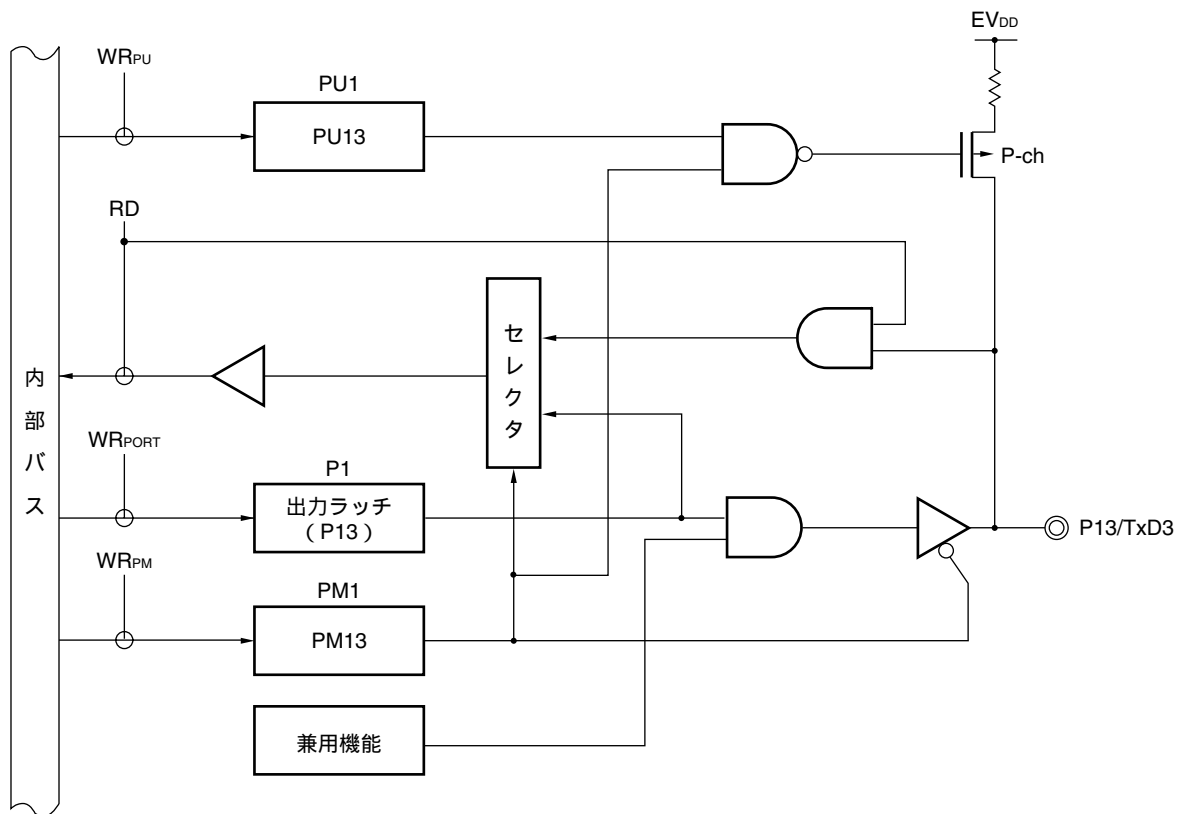 EVDD
WRPU
PU1
PU13
P-ch
RD
セレクタ
内部バス
WRPORT
P1
出力ラッチ
(P13)
P13/TxD3
WRPM
PM1
PM13
兼用機能